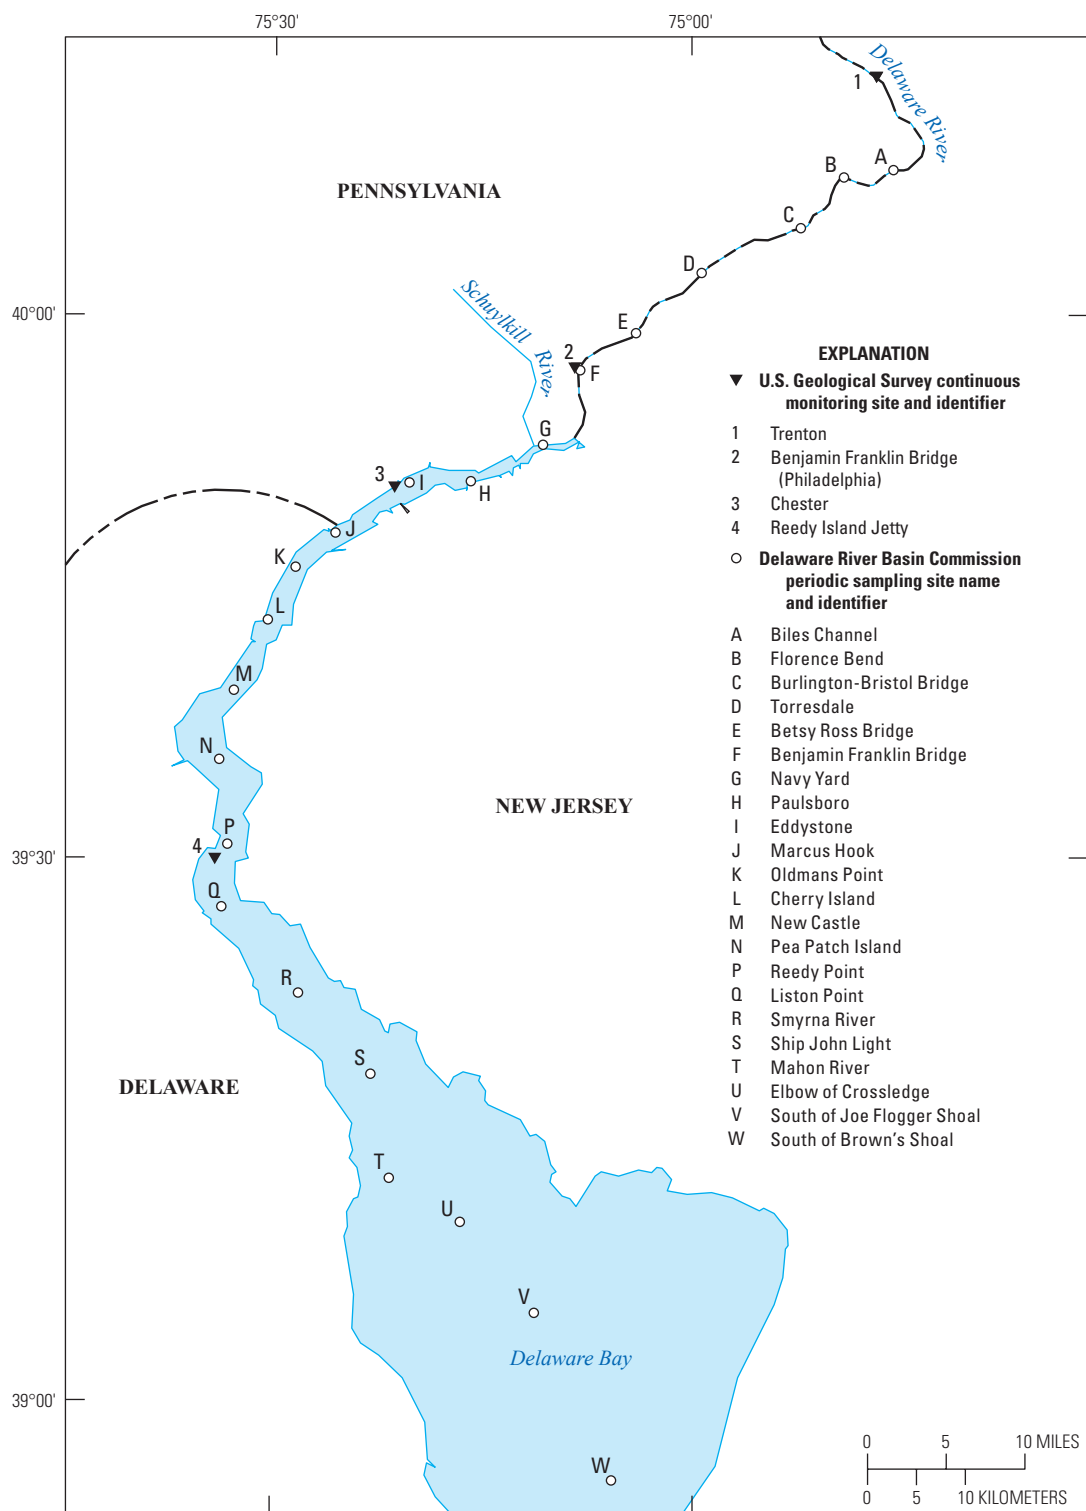 75°30'
75°00'
Delaware River
1
A
B
PENNSYLVANIA
C
D
Schuylkill River
40°00'
E
2
F
EXPLANATION
U.S. Geological Survey continuous
monitoring site and identifier
1 Trenton
2 Benjamin Franklin Bridge
(Philadelphia)
3 Chester
4 Reedy Island Jetty
Delaware River Basin Commission
periodic sampling site name
and identifier
A Biles Channel
B Florence Bend
C Burlington-Bristol Bridge
D Torresdale
E Betsy Ross Bridge
F Benjamin Franklin Bridge
G Navy Yard
H Paulsboro
I Eddystone
J Marcus Hook
K Oldmans Point
L Cherry Island
M New Castle
N Pea Patch Island
P Reedy Point
Q Liston Point
R Smyrna River
S Ship John Light
T Mahon River
U Elbow of Crossledge
V South of Joe Flogger Shoal
W South of Brown's Shoal
G
3
I
H
J
K
L
M
N
NEW JERSEY
P
4
39°30'
Q
R
S
DELAWARE
T
U
V
Delaware Bay
39°00'
W
0 5 10 MILES
0 5 10 KILOMETERS